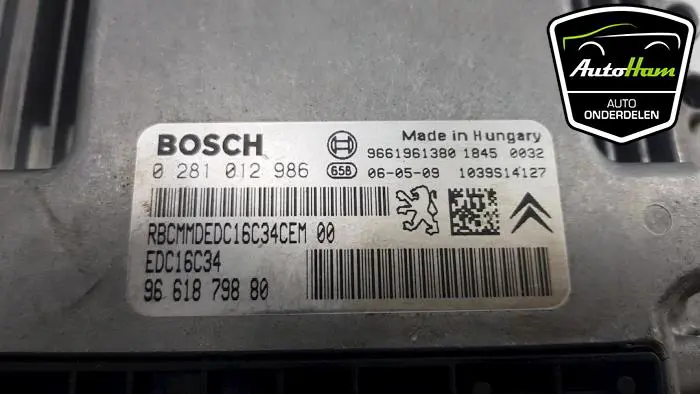 AutoHam
AUTO
ONDERDELEN
BOSCH
Made in Hungary
0 281 012 986
9661961380 1845 0032
65B 06-05-09 1039S14127
RBCMMDEDC16C34CEM 00
EDC16C34
96 618 798 80